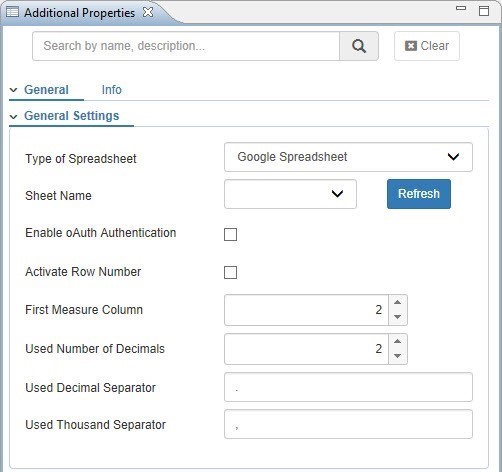 Additional Properties
Search by name, description...
Clear
General Info
General Settings
Type of Spreadsheet Google Spreadsheet
Sheet Name Refresh
Enable oAuth Authentication
Activate Row Number
First Measure Column 2
Used Number of Decimals 2
Used Decimal Separator .
Used Thousand Separator ,